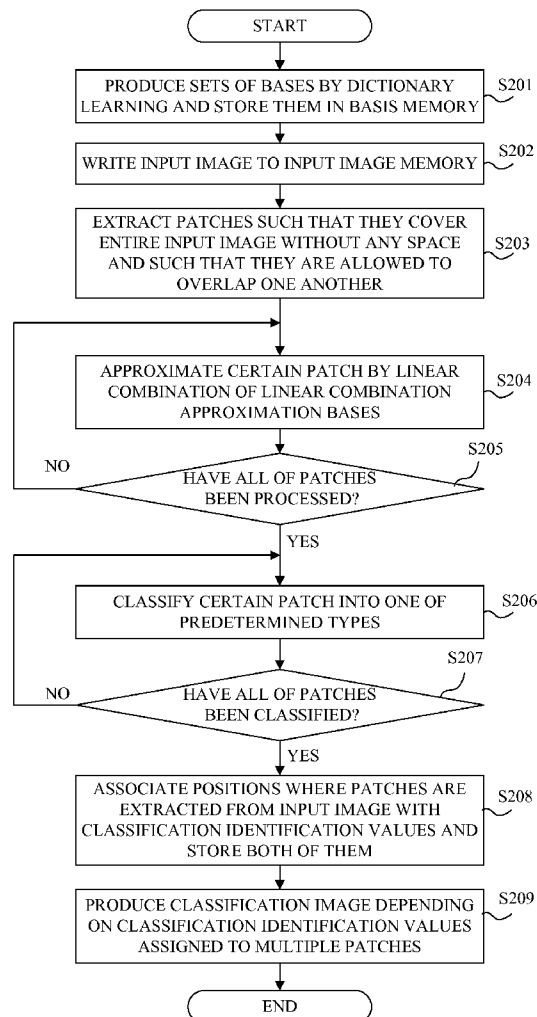 START
PRODUCE SETS OF BASES BY DICTIONARY
LEARNING AND STORE THEM IN BASIS MEMORY
S201
WRITE INPUT IMAGE TO INPUT IMAGE MEMORY
S202
EXTRACT PATCHES SUCH THAT THEY COVER
ENTIRE INPUT IMAGE WITHOUT ANY SPACE
AND SUCH THAT THEY ARE ALLOWED TO
OVERLAP ONE ANOTHER
S203
APPROXIMATE CERTAIN PATCH BY LINEAR
COMBINATION OF LINEAR COMBINATION
APPROXIMATION BASES
S204
HAVE ALL OF PATCHES
BEEN PROCESSED?
S205
NO
YES
CLASSIFY CERTAIN PATCH INTO ONE OF
PREDETERMINED TYPES
S206
HAVE ALL OF PATCHES
BEEN CLASSIFIED?
S207
NO
YES
ASSOCIATE POSITIONS WHERE PATCHES ARE
EXTRACTED FROM INPUT IMAGE WITH
CLASSIFICATION IDENTIFICATION VALUES AND
STORE BOTH OF THEM
S208
PRODUCE CLASSIFICATION IMAGE DEPENDING
ON CLASSIFICATION IDENTIFICATION VALUES
ASSIGNED TO MULTIPLE PATCHES
S209
END